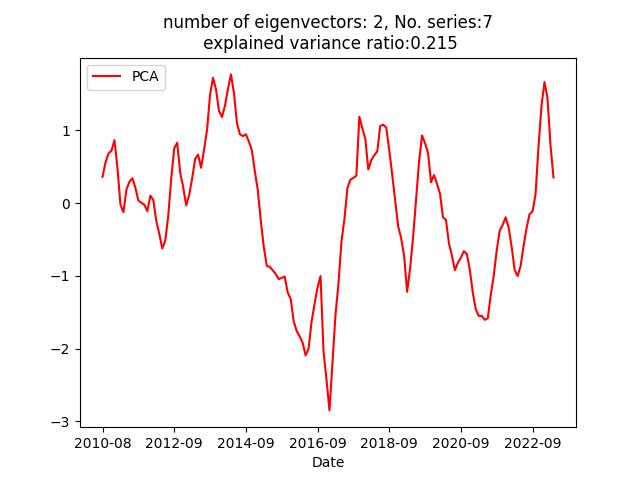 number of eigenvectors: 2, No. series:7
explained variance ratio:0.215
PCA
1
0
−1
−2
−3
2010-08 2012-09 2014-09 2016-09 2018-09 2020-09 2022-09
Date